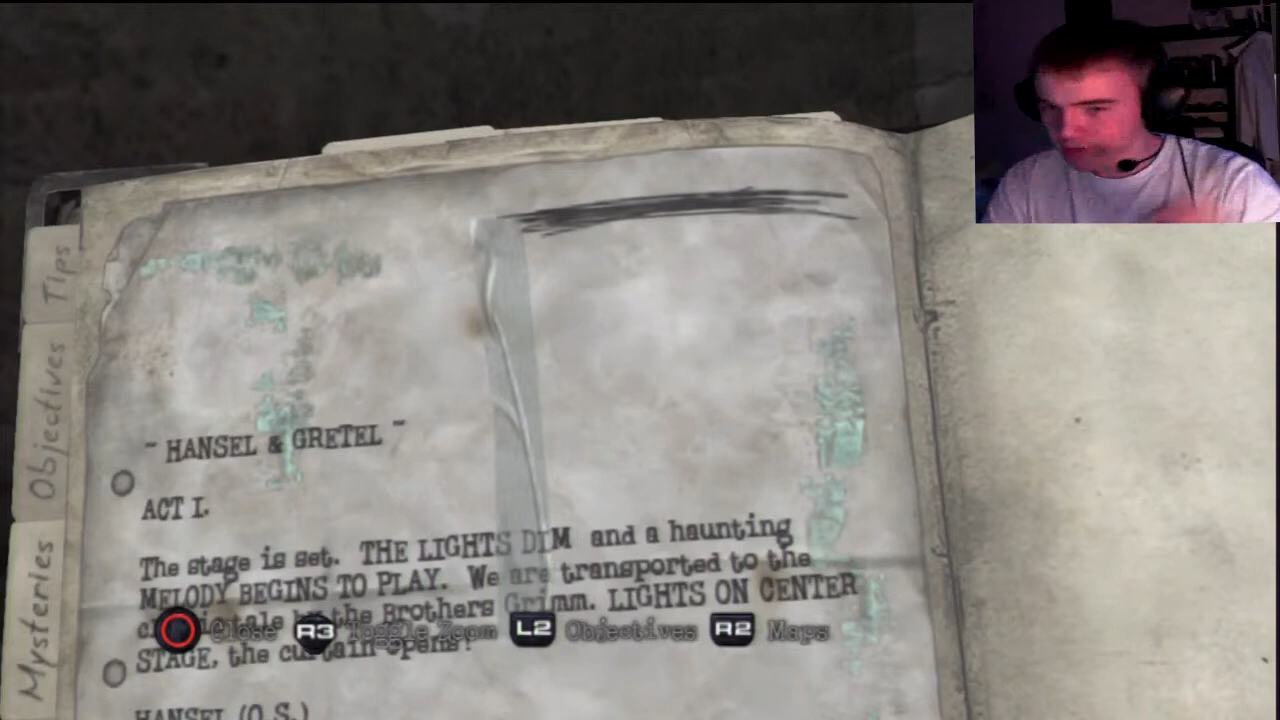 Tips
Objectives
Mysteries
~ HANSEL & GRETEL ~
ACT I.
The stage is set. THE LIGHTS DIM and a haunting
MELODY BEGINS TO PLAY. We are transported to the
tale by the Brothers Grimm. LIGHTS ON CENTER
STAGE, the curtain opens!
Close R3 Toggle Zoom L2 Objectives R2 Maps
HANSEL (O.S.)